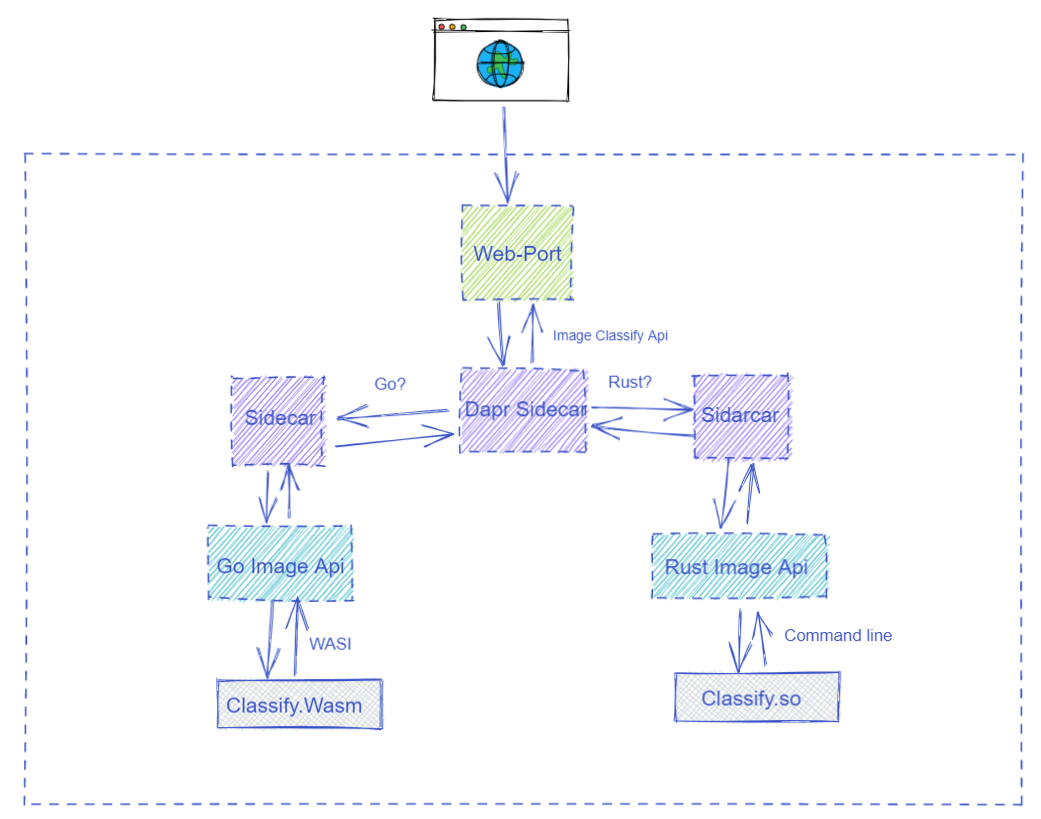 Web-Port
Image Classify Api
Go?
Rust?
Sidecar
Dapr Sidecar
Sidarcar
Go Image Api
Rust Image Api
WASI
Command line
Classify.Wasm
Classify.so